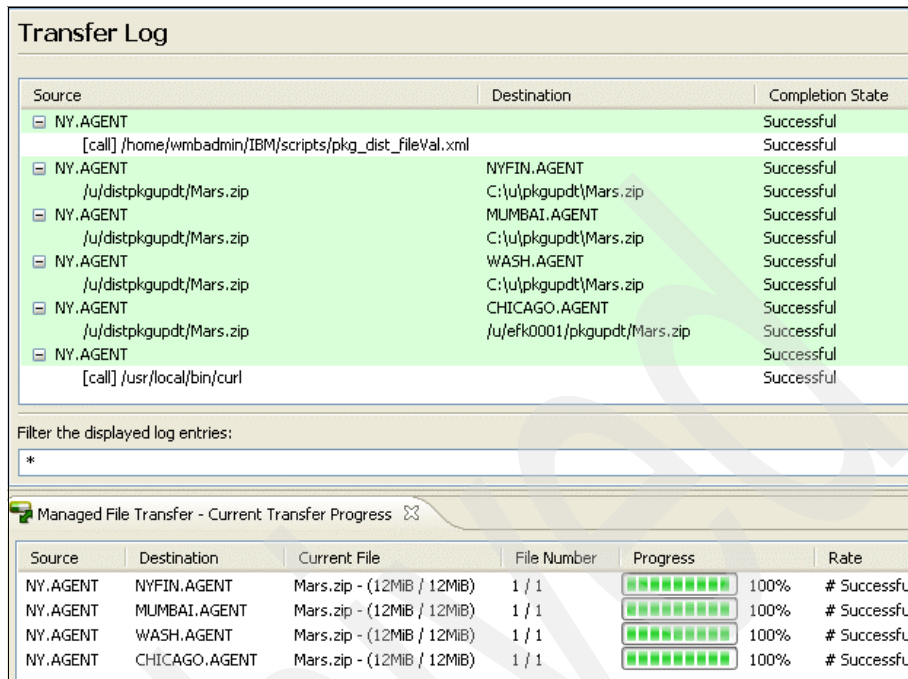 Transfer Log
Source Destination Completion State
NY.AGENT Successful
[call] /home/wmbadmin/IBM/scripts/pkg_dist_fileVal.xml Successful
NY.AGENT NYFIN.AGENT Successful
/u/distpkgupdt/Mars.zip C:\u\pkgupdt\Mars.zip Successful
NY.AGENT MUMBAI.AGENT Successful
/u/distpkgupdt/Mars.zip C:\u\pkgupdt\Mars.zip Successful
NY.AGENT WASH.AGENT Successful
/u/distpkgupdt/Mars.zip C:\u\pkgupdt\Mars.zip Successful
NY.AGENT CHICAGO.AGENT Successful
/u/distpkgupdt/Mars.zip /u/efk0001/pkgupdt/Mars.zip Successful
NY.AGENT Successful
[call] /usr/local/bin/curl Successful
Filter the displayed log entries:
*
Managed File Transfer - Current Transfer Progress
Source Destination Current File File Number Progress Rate
NY.AGENT NYFIN.AGENT Mars.zip - (12MiB / 12MiB) 1 / 1 100% # Successfu
NY.AGENT MUMBAI.AGENT Mars.zip - (12MiB / 12MiB) 1 / 1 100% # Successfu
NY.AGENT WASH.AGENT Mars.zip - (12MiB / 12MiB) 1 / 1 100% # Successfu
NY.AGENT CHICAGO.AGENT Mars.zip - (12MiB / 12MiB) 1 / 1 100% # Successfu